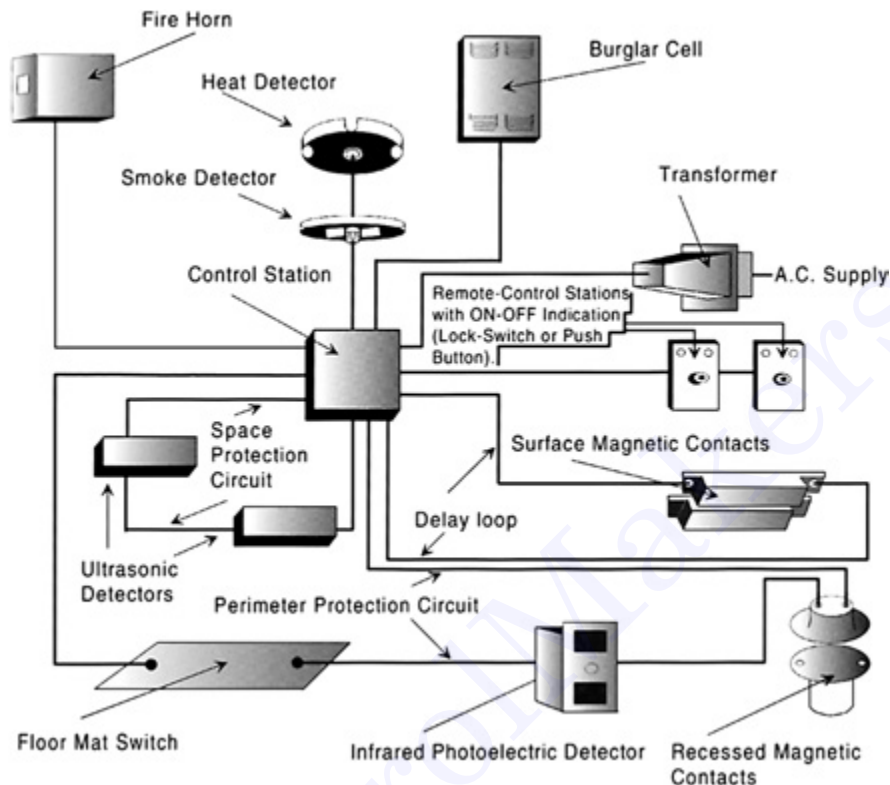 Fire Horn
Burglar Cell
Heat Detector
Smoke Detector
Transformer
Control Station
A.C. Supply
Remote-Control Stations
with ON-OFF Indication
(Lock-Switch or Push
Button).
Space
Protection
Circuit
Surface Magnetic Contacts
Delay loop
Ultrasonic
Detectors
Perimeter Protection Circuit
Floor Mat Switch
Infrared Photoelectric Detector
Recessed Magnetic
Contacts